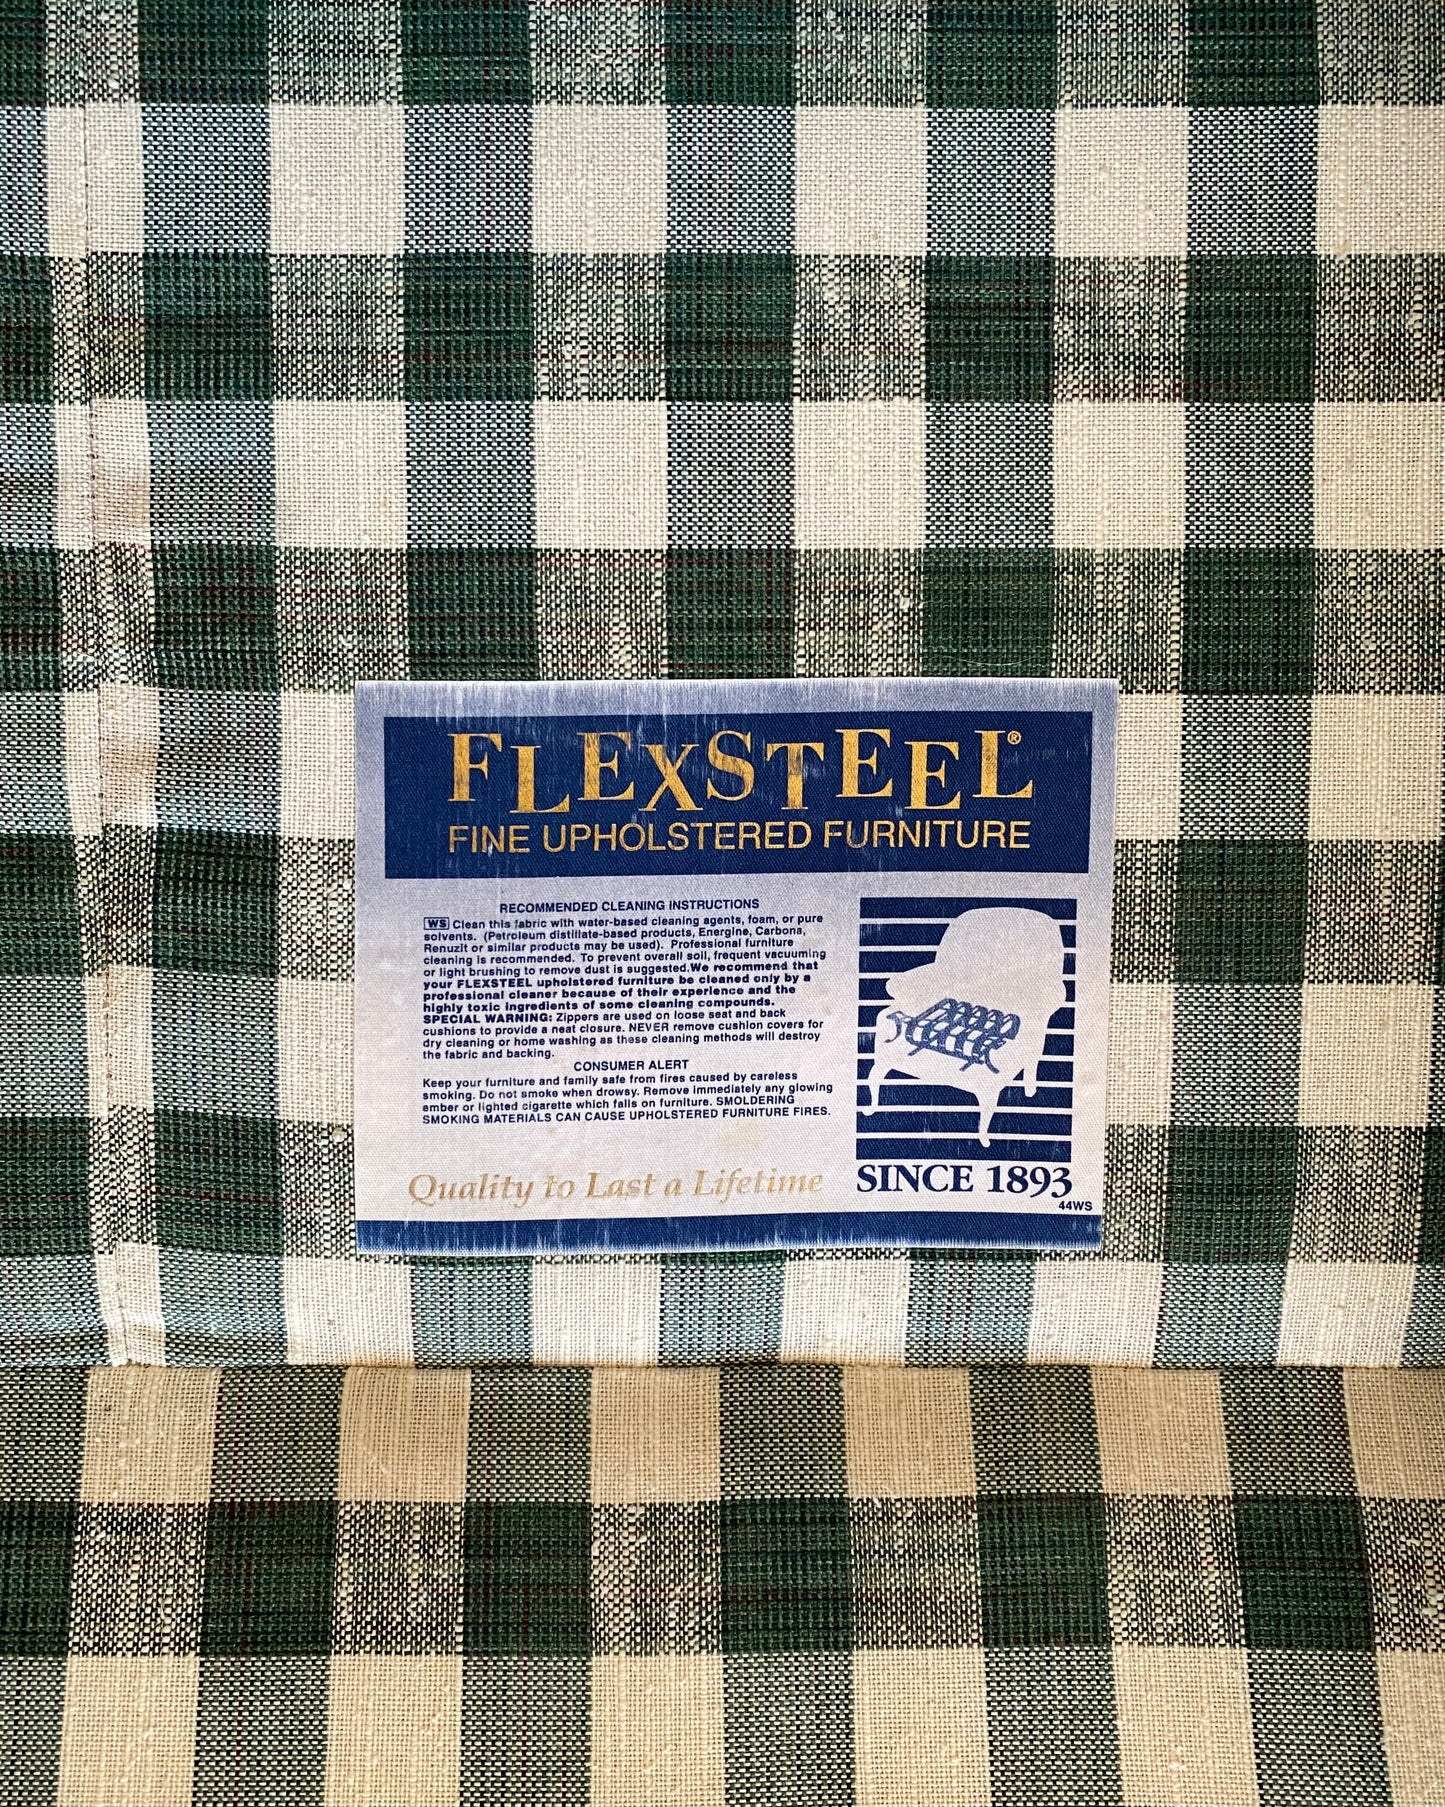 FLEXSTEEL®
FINE UPHOLSTERED FURNITURE
RECOMMENDED CLEANING INSTRUCTIONS
WS Clean this fabric with water-based cleaning agents, foam, or pure
solvents. (Petroleum distillate-based products, Energine, Carbona,
Renuzit or similar products may be used). Professional furniture
cleaning is recommended. To prevent overall soil, frequent vacuuming
or light brushing to remove dust is suggested.We recommend that
your FLEXSTEEL upholstered furniture be cleaned only by a
professional cleaner because of their experience and the
highly toxic ingredients of some cleaning compounds.
SPECIAL WARNING: Zippers are used on loose seat and back
cushions to provide a neat closure. NEVER remove cushion covers for
dry cleaning or home washing as these cleaning methods will destroy
the fabric and backing.
CONSUMER ALERT
Keep your furniture and family safe from fires caused by careless
smoking. Do not smoke when drowsy. Remove immediately any glowing
ember or lighted cigarette which falls on furniture. SMOLDERING
SMOKING MATERIALS CAN CAUSE UPHOLSTERED FURNITURE FIRES.
Quality to Last a Lifetime
SINCE 1893
44WS